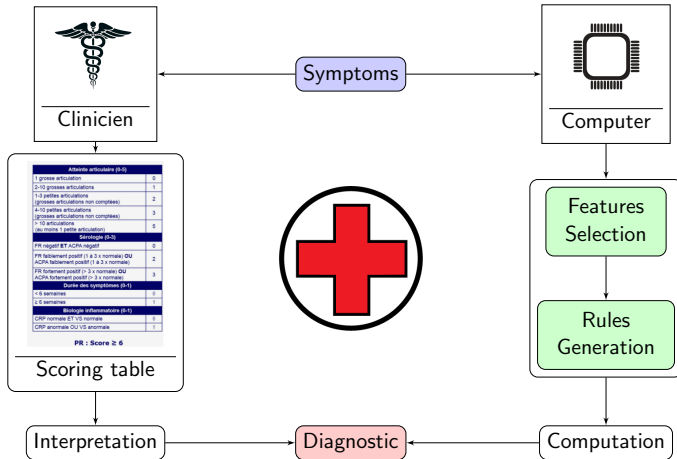 Symptoms
Clinicien
Computer
Atteinte articulaire (0-5)
1 grosse articulation 0
2-10 grosses articulations 1
1-3 petites articulations
(grosses articulations non comptées) 2
4-10 petites articulations
(grosses articulations non comptées) 3
> 10 articulations
(au moins 1 petite articulation) 5
Sérologie (0-3)
FR négatif ET ACPA négatif 0
FR faiblement positif (1 à 3 x normale) OU
ACPA faiblement positif (1 à 3 x normale) 2
FR fortement positif (> 3 x normale) OU
ACPA fortement positif (> 3 x normale) 3
Durée des symptômes (0-1)
< 6 semaines 0
≥ 6 semaines 1
Biologie inflammatoire (0-1)
CRP normale ET VS normale 0
CRP anormale OU VS anormale 1
PR : Score ≥ 6
Scoring table
Features
Selection
Rules
Generation
Interpretation
Diagnostic
Computation